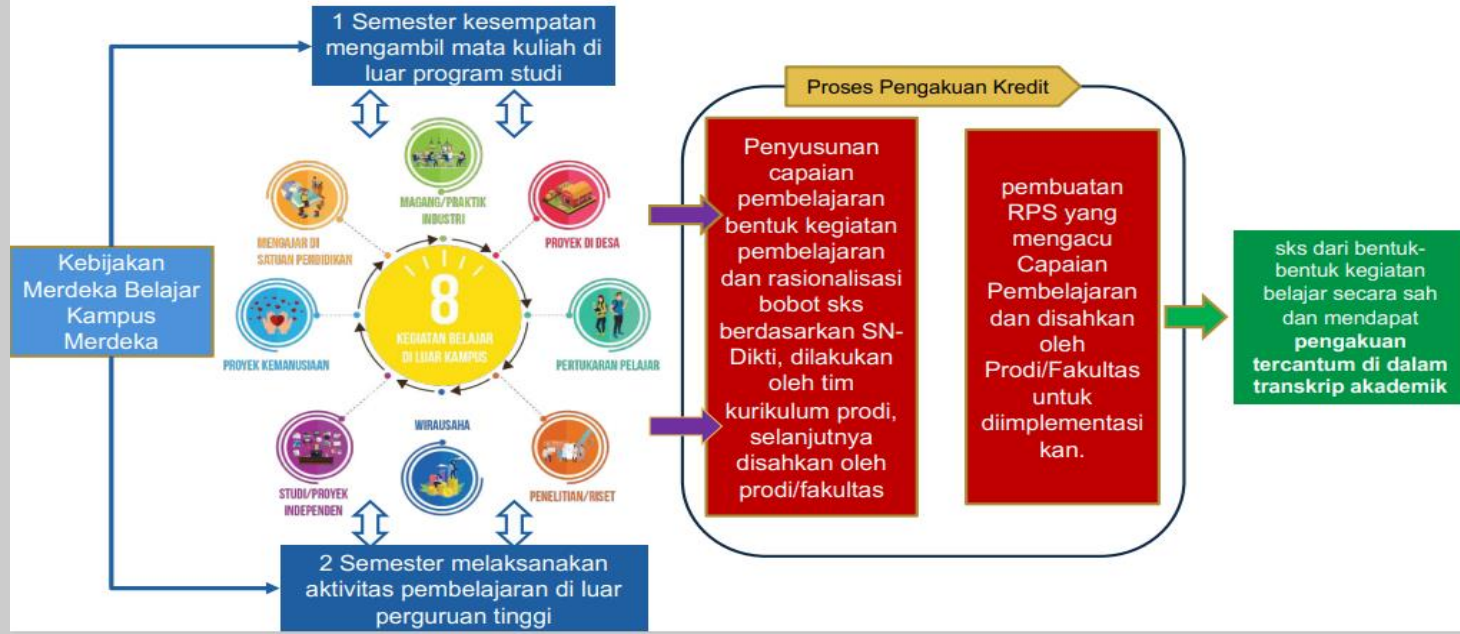 1 Semester kesempatan
mengambil mata kuliah di
luar program studi
Kebijakan
Merdeka Belajar
Kampus
Merdeka
MAGANG/PRAKTIK
INDUSTRI
MENGAJAR DI
SATUAN PENDIDIKAN
PROYEK DI DESA
8
KEGIATAN BELAJAR
DI LUAR KAMPUS
PROYEK KEMANUSIAAN
PERTUKARAN PELAJAR
WIRAUSAHA
STUDI/PROYEK
INDEPENDEN
PENELITIAN/RISET
2 Semester melaksanakan
aktivitas pembelajaran di luar
perguruan tinggi
Proses Pengakuan Kredit
Penyusunan
capaian
pembelajaran
bentuk kegiatan
pembelajaran
dan rasionalisasi
bobot sks
berdasarkan SN-
Dikti, dilakukan
oleh tim
kurikulum prodi,
selanjutnya
disahkan oleh
prodi/fakultas
pembuatan
RPS yang
mengacu
Capaian
Pembelajaran
dan disahkan
oleh
Prodi/Fakultas
untuk
diimplementasi
kan.
sks dari bentuk-
bentuk kegiatan
belajar secara sah
dan mendapat
pengakuan
tercantum di dalam
transkrip akademik